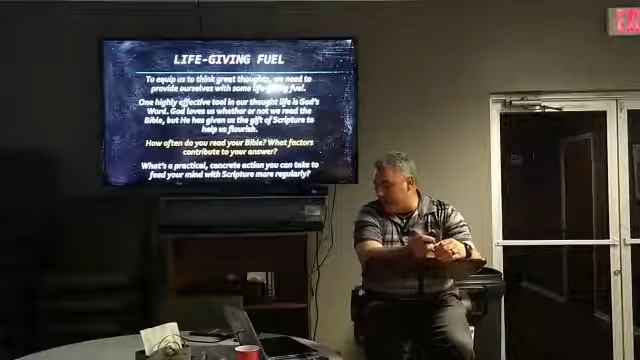 LIFE-GIVING FUEL
To equip us to think great thoughts, we need to
provide ourselves with some life-giving fuel.
One highly effective tool in our thought life is God's
Word. God loves us whether or not we read the
Bible, but He has given us the gift of Scripture to
help us flourish.
How often do you read your Bible? What factors
contribute to your answer?
What's a practical, concrete action you can take to
feed your mind with Scripture more regularly?